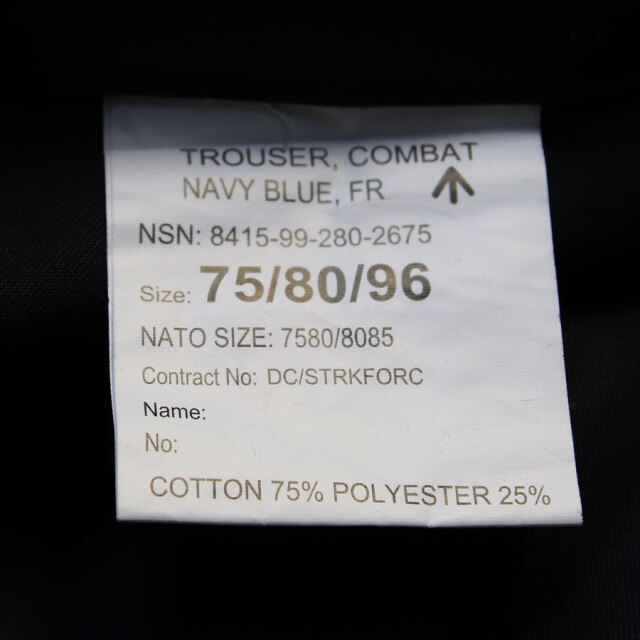 TROUSER, COMBAT
NAVY BLUE, FR
NSN: 8415-99-280-2675
Size: 75/80/96
NATO SIZE: 7580/8085
Contract No: DC/STRKFORC
Name:
No:
COTTON 75% POLYESTER 25%